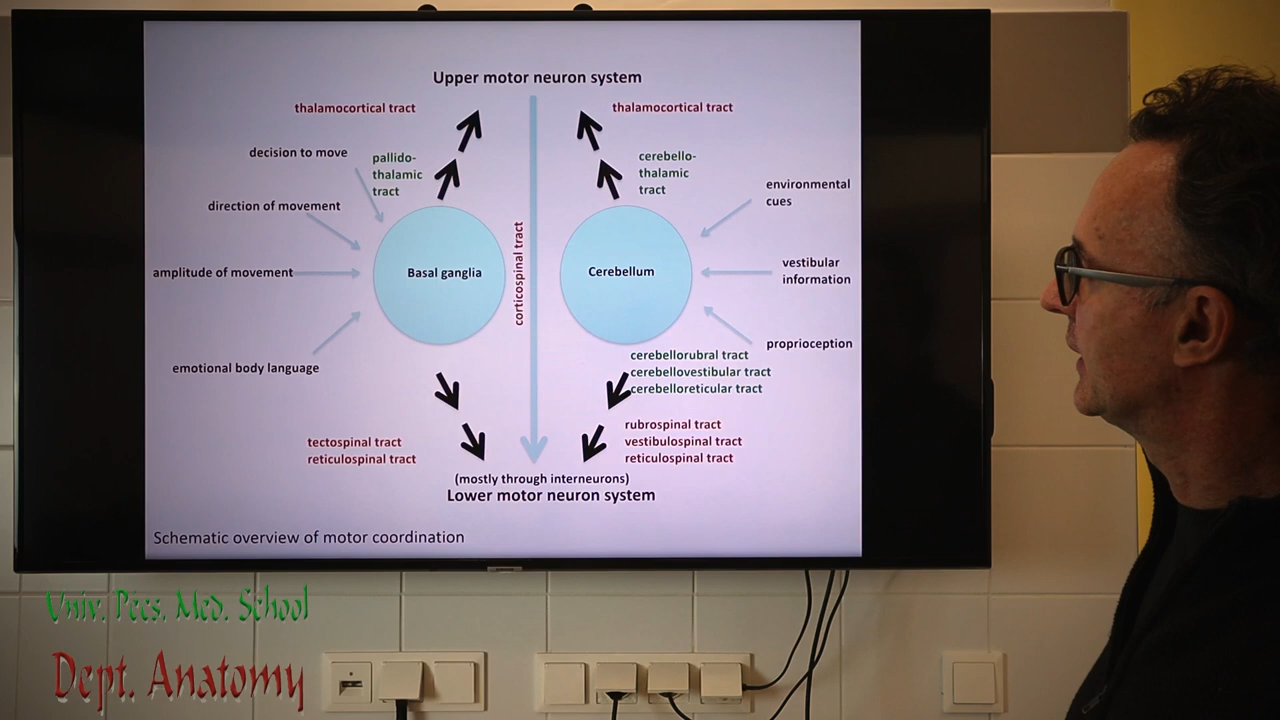 Upper motor neuron system
thalamocortical tract
thalamocortical tract
decision to move
pallido-
thalamic
tract
cerebello-
thalamic
tract
environmental
cues
direction of movement
corticospinal tract
amplitude of movement
Basal ganglia
Cerebellum
vestibular
information
proprioception
emotional body language
cerebellorubral tract
cerebellovestibular tract
cerebelloreticular tract
tectospinal tract
reticulospinal tract
rubrospinal tract
vestibulospinal tract
reticulospinal tract
(mostly through interneurons)
Lower motor neuron system
Schematic overview of motor coordination
Univ. Pecs. Med. School
Dept. Anatomy